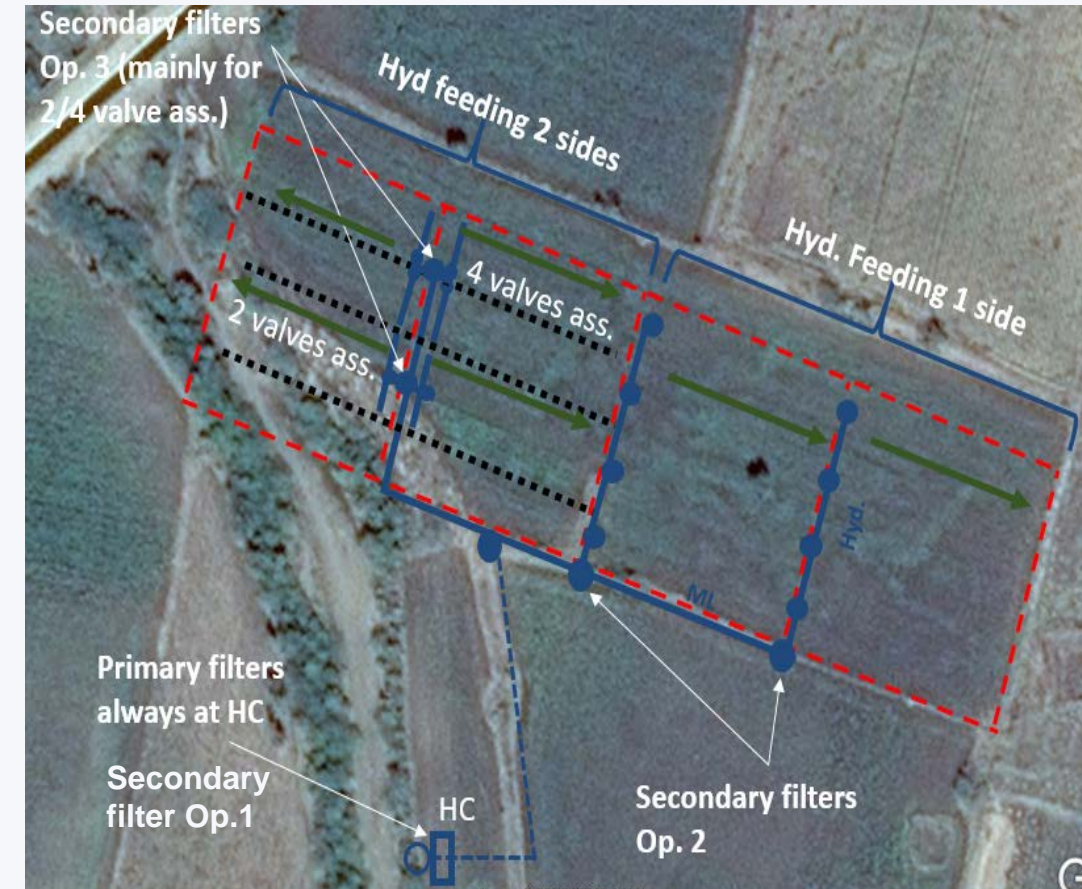 Secondary filters
Op. 3 (mainly for
2/4 valve ass.)
Hyd feeding 2 sides
Hyd. Feeding 1 side
4 valves ass.
2 valves ass.
Hyd.
ML
Primary filters
always at HC
Secondary
filter Op.1
HC
Secondary filters
Op. 2
G